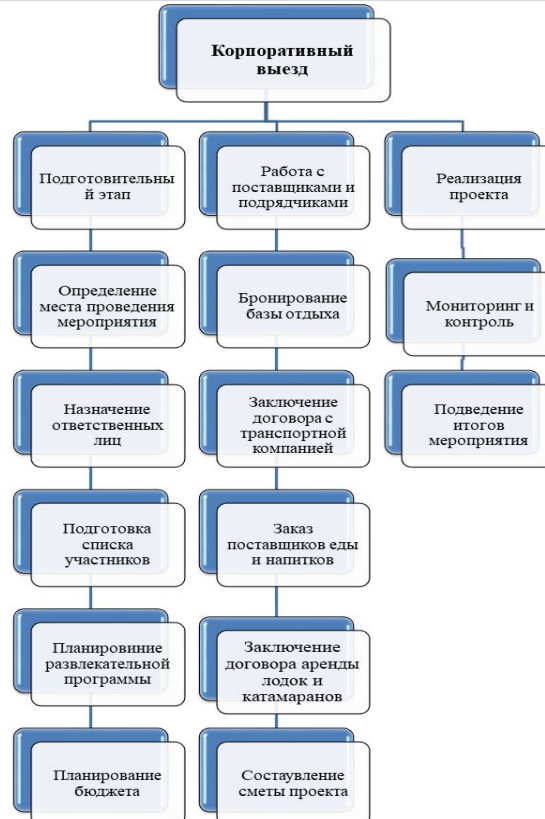 Корпоративный
выезд
Подготовительны
й этап
Определение
места проведения
мероприятия
Назначение
ответственных
лиц
Подготовка
списка
участников
Планировиние
развлекательной
программы
Планирование
бюджета
Работа с
поставщиками и
подрядчиками
Бронирование
базы отдыха
Заключение
договора с
транспортной
компанией
Заказ
поставщиков еды
и напитков
Заключение
договора аренды
лодок и
катамаранов
Состаувление
сметы проекта
Реализация
проекта
Мониторинг и
контроль
Подведение
итогов
мероприятия